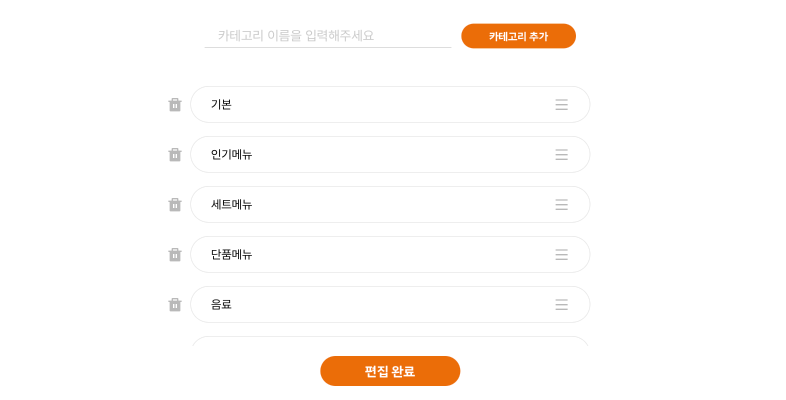 카테고리 이름을 입력해주세요
카테고리 추가
기본
인기메뉴
세트메뉴
단품메뉴
음료
편집 완료